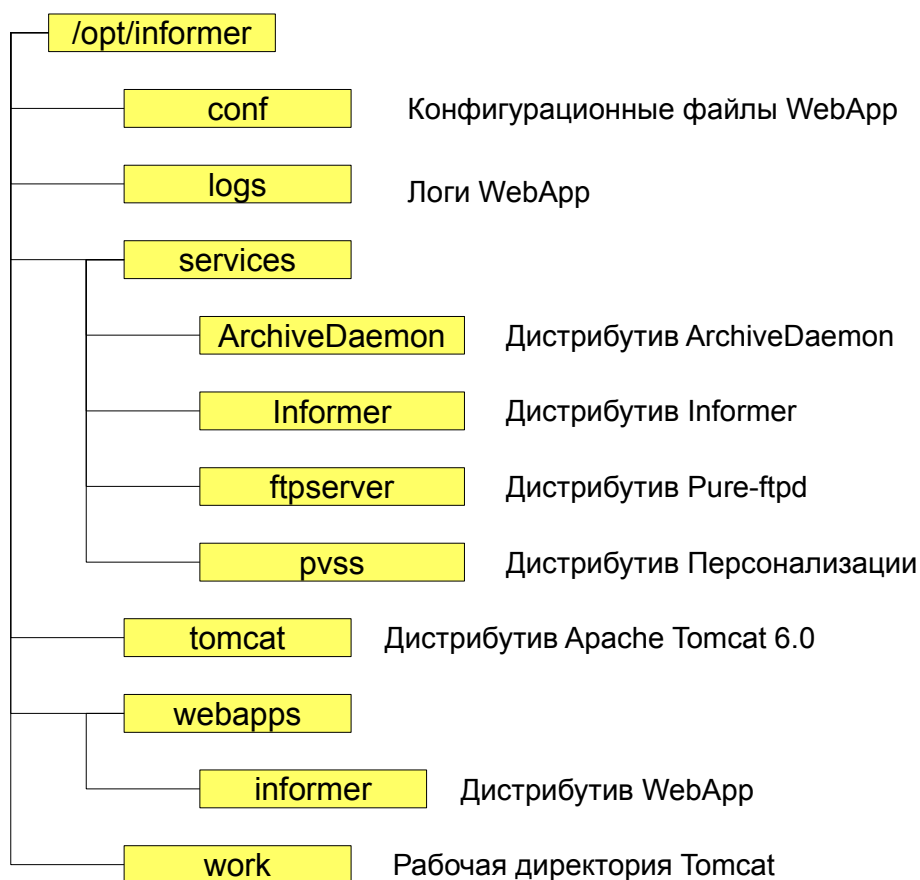 /opt/informer
conf Конфигурационные файлы WebApp
logs Логи WebApp
services
ArchiveDaemon Дистрибутив ArchiveDaemon
Informer Дистрибутив Informer
ftpserver Дистрибутив Pure-ftpd
pvss Дистрибутив Персонализации
tomcat Дистрибутив Apache Tomcat 6.0
webapps
informer Дистрибутив WebApp
work Рабочая директория Tomcat